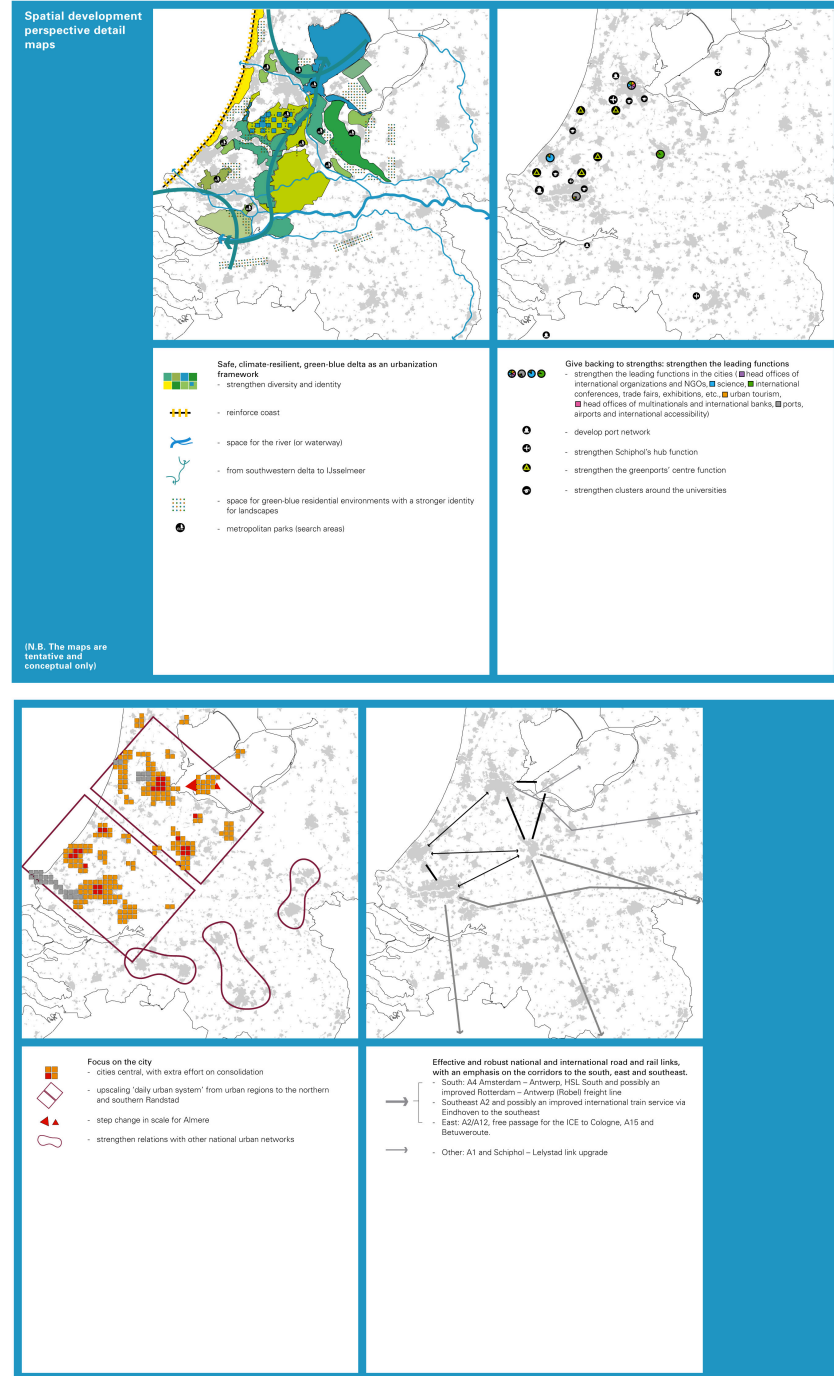 Spatial development
perspective detail
maps
Safe, climate-resilient, green-blue delta as an urbanization
framework
- strengthen diversity and identity
- reinforce coast
- space for the river (or waterway)
- from southwestern delta to IJsselmeer
- space for green-blue residential environments with a stronger identity
for landscapes
- metropolitan parks (search areas)
Give backing to strengths: strengthen the leading functions
- strengthen the leading functions in the cities ( head offices of
international organizations and NGOs, science, international
conferences, trade fairs, exhibitions, etc., urban tourism,
head offices of multinationals and international banks, ports,
airports and international accessibility)
- develop port network
- strengthen Schiphol's hub function
- strengthen the greenports' centre function
- strengthen clusters around the universities
(N.B. The maps are
tentative and
conceptual only)
Focus on the city
- cities central, with extra effort on consolidation
- upscaling 'daily urban system' from urban regions to the northern
and southern Randstad
- step change in scale for Almere
- strengthen relations with other national urban networks
Effective and robust national and international road and rail links,
with an emphasis on the corridors to the south, east and southeast.
- South: A4 Amsterdam – Antwerp, HSL South and possibly an
improved Rotterdam – Antwerp (Robel) freight line
- Southeast A2 and possibly an improved international train service via
Eindhoven to the southeast
- East: A2/A12, free passage for the ICE to Cologne, A15 and
Betuweroute.
- Other: A1 and Schiphol – Lelystad link upgrade